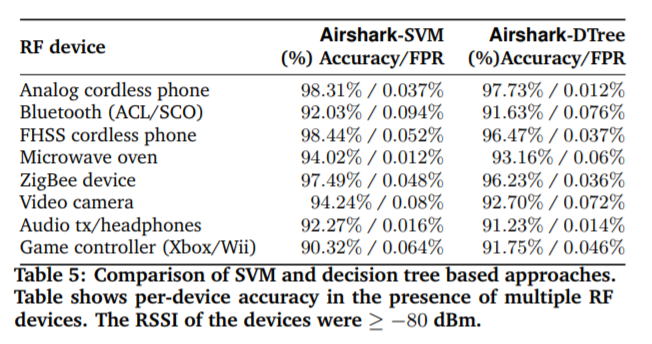 RF device Airshark-SVM (%) Accuracy/FPR Airshark-DTree (%)Accuracy/FPR
Analog cordless phone 98.31% / 0.037% 97.73% / 0.012%
Bluetooth (ACL/SCO) 92.03% / 0.094% 91.63% / 0.076%
FHSS cordless phone 98.44% / 0.052% 96.47% / 0.037%
Microwave oven 94.02% / 0.012% 93.16% / 0.06%
ZigBee device 97.49% / 0.048% 96.23% / 0.036%
Video camera 94.24% / 0.08% 92.70% / 0.072%
Audio tx/headphones 92.27% / 0.016% 91.23% / 0.014%
Game controller (Xbox/Wii) 90.32% / 0.064% 91.75% / 0.046%
Table 5: Comparison of SVM and decision tree based approaches.
Table shows per-device accuracy in the presence of multiple RF
devices. The RSSI of the devices were ≥ −80 dBm.